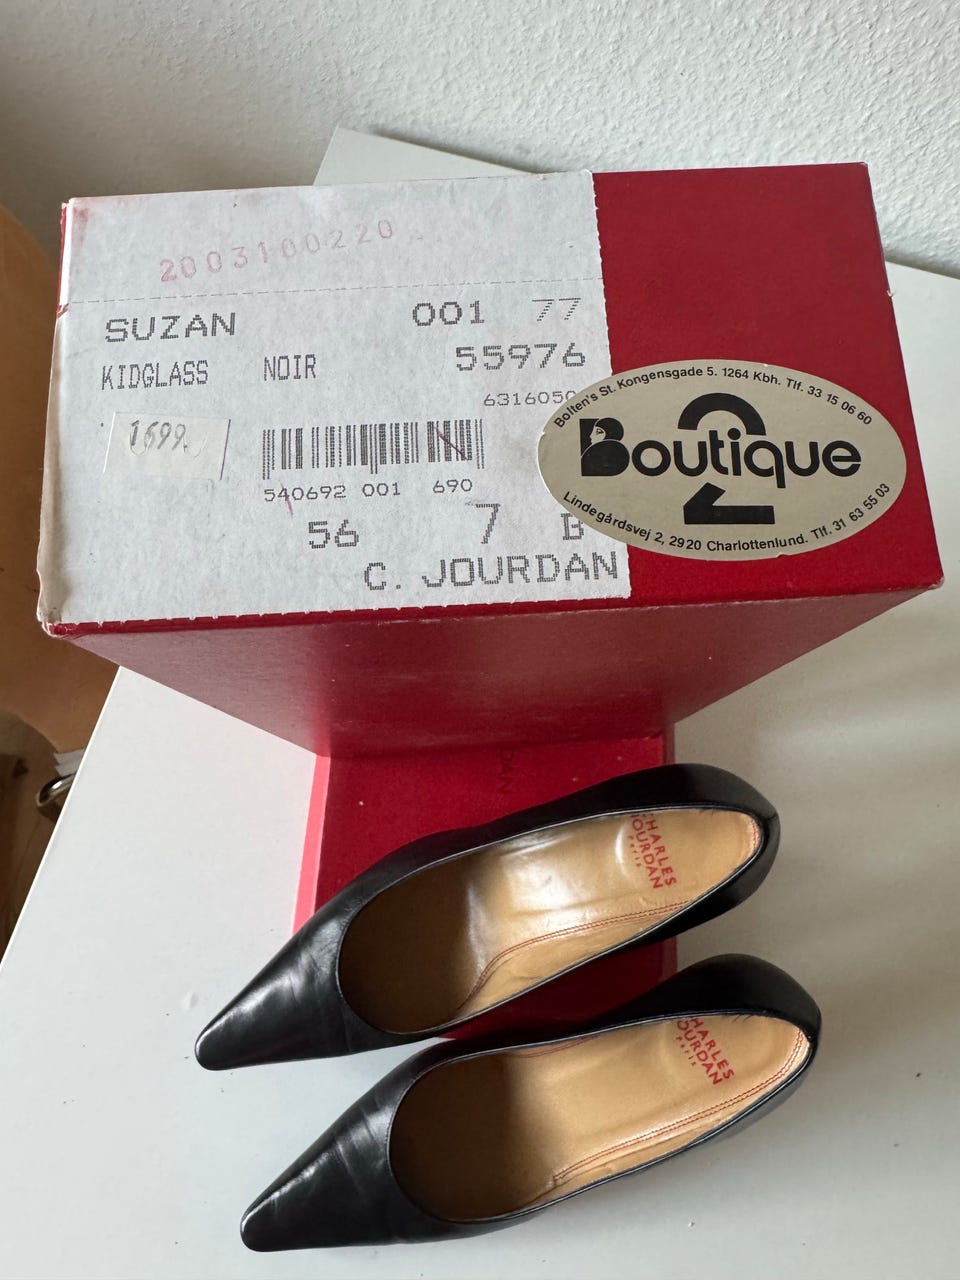 2003100220
SUZAN 001 77
KIDGLASS NOIR 55976
1699.
540692 001 690
56 7 B
C. JOURDAN
Bolten's St. Kongensgade 5. 1264 Kbh. Tlf. 33 15 06 60
Boutique
2
Lindegårdsvej 2, 2920 Charlottenlund. Tlf. 31 63 55 03
CHARLES
JOURDAN
Paris
CHARLES
JOURDAN
Paris